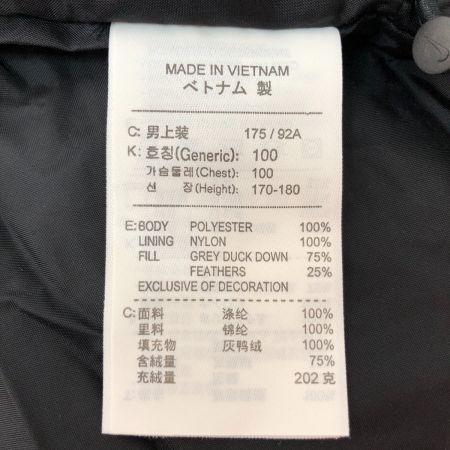 MADE IN VIETNAM
ベトナム 製
C: 男上装 175 / 92A
K: 호칭(Generic): 100
가슴둘레(Chest): 100
신 장(Height): 170-180
E: BODY POLYESTER 100%
LINING NYLON 100%
FILL GREY DUCK DOWN 75%
FEATHERS 25%
EXCLUSIVE OF DECORATION
C: 面料 涤纶 100%
里料 锦纶 100%
填充物 灰鸭绒 100%
含絨量 75%
充絨量 202 克